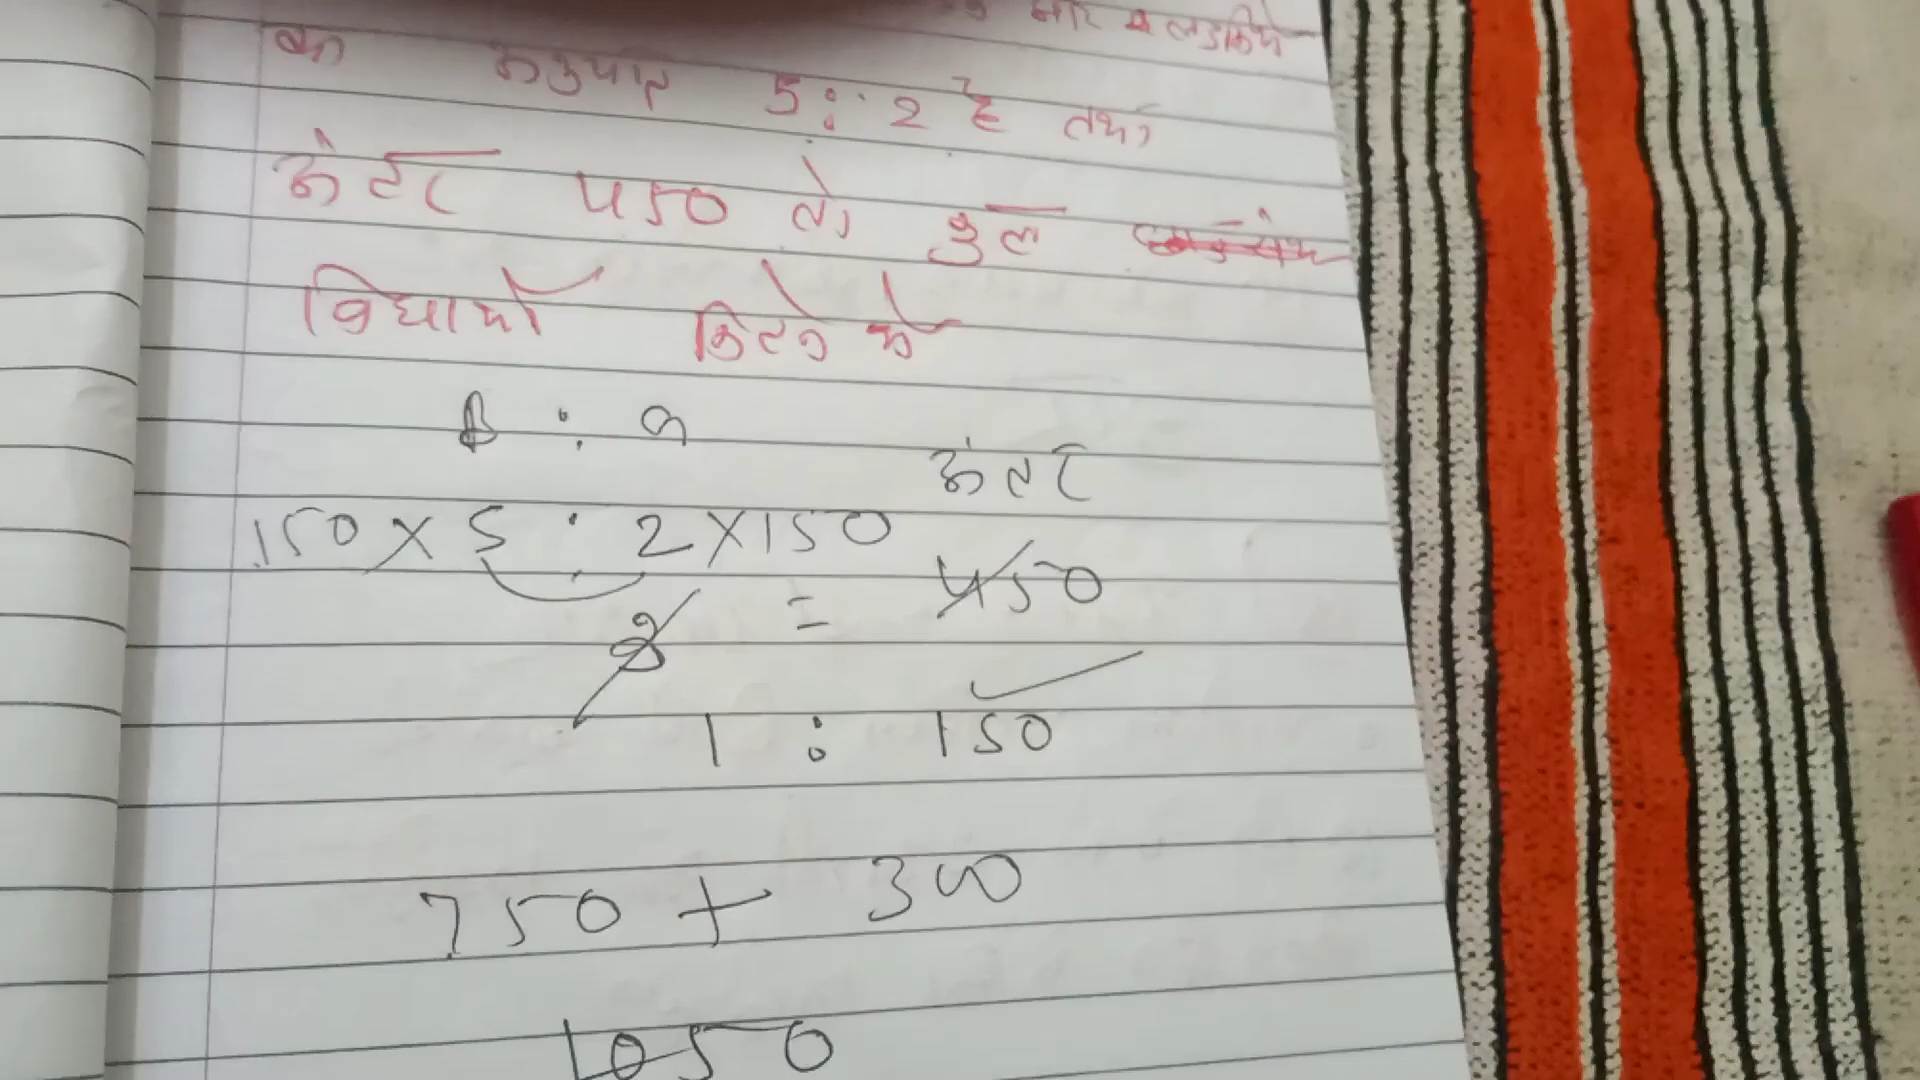 और लड़कियों
का अनुपात 5 : 2 है तथा
अंतर 450 तो कुल
विधार्थी कितने थे
B : G
अंतर
150 X 5 : 2 X 150
3 = 450
1 : 150
750 + 300
1050